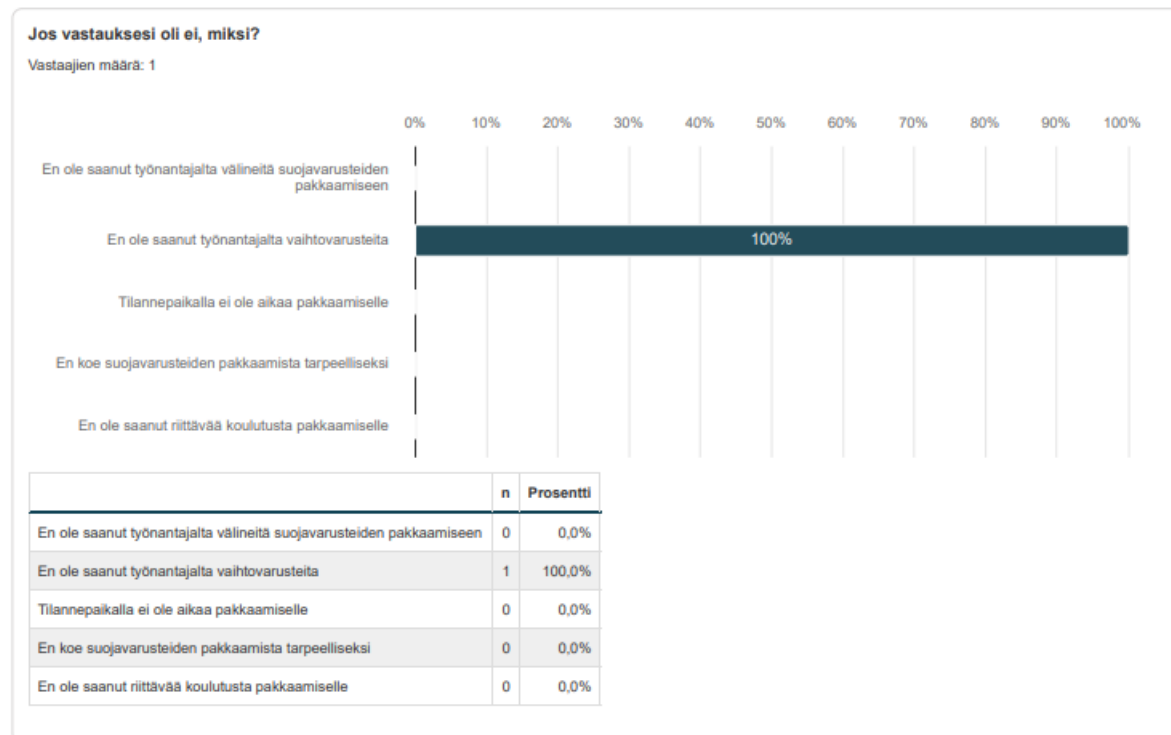 Jos vastauksesi oli ei, miksi?
Vastaajien määrä: 1
0% 10% 20% 30% 40% 50% 60% 70% 80% 90% 100%
En ole saanut työnantajalta välineitä suojavarusteiden
pakkaamiseen
En ole saanut työnantajalta vaihtovarusteita 100%
Tilannepaikalla ei ole aikaa pakkaamiselle
En koe suojavarusteiden pakkaamista tarpeelliseksi
En ole saanut riittävää koulutusta pakkaamiselle
n Prosentti
En ole saanut työnantajalta välineitä suojavarusteiden pakkaamiseen 0 0,0%
En ole saanut työnantajalta vaihtovarusteita 1 100,0%
Tilannepaikalla ei ole aikaa pakkaamiselle 0 0,0%
En koe suojavarusteiden pakkaamista tarpeelliseksi 0 0,0%
En ole saanut riittävää koulutusta pakkaamiselle 0 0,0%